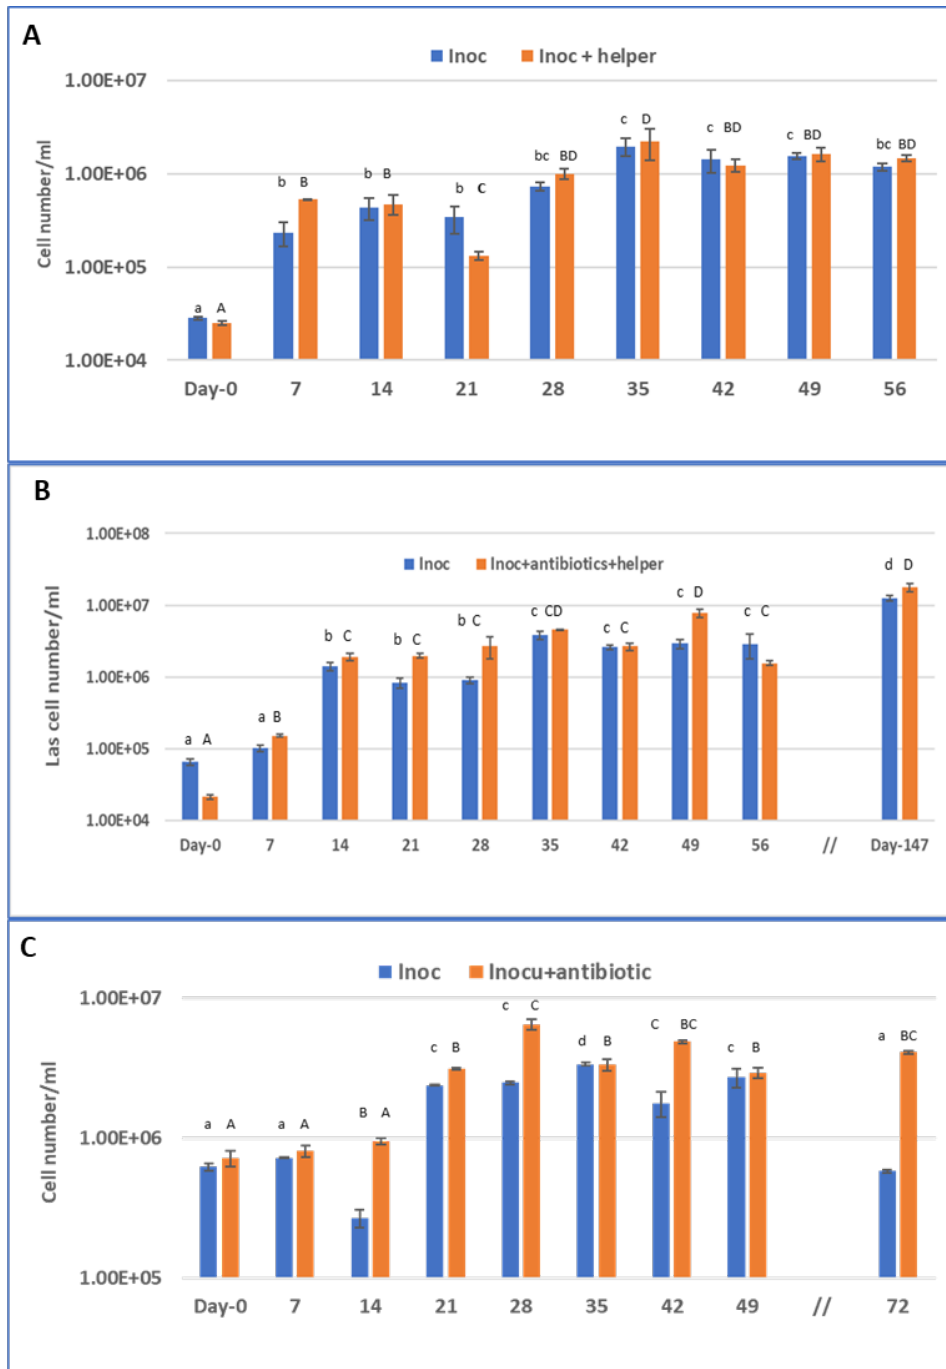 A
Inoc Inoc + helper
1.00E+07
1.00E+06
1.00E+05
1.00E+04
Cell number/ml
a A
b B
b B
b C
bc BD
c D
c BD
c BD
bc BD
Day-0 7 14 21 28 35 42 49 56
B
Inoc Inoc+antibiotics+helper
1.00E+08
1.00E+07
1.00E+06
1.00E+05
1.00E+04
Las cell number/ml
a A
a B
b C
b C
b C
c CD
c C
c D
c C
d D
Day-0 7 14 21 28 35 42 49 56 // Day-147
C
Inoc Inocu+antibiotic
1.00E+07
1.00E+06
1.00E+05
Cell number/ml
a A
a A
B A
c B
c C
d B
C BC
c B
a BC
Day-0 7 14 21 28 35 42 49 // 72